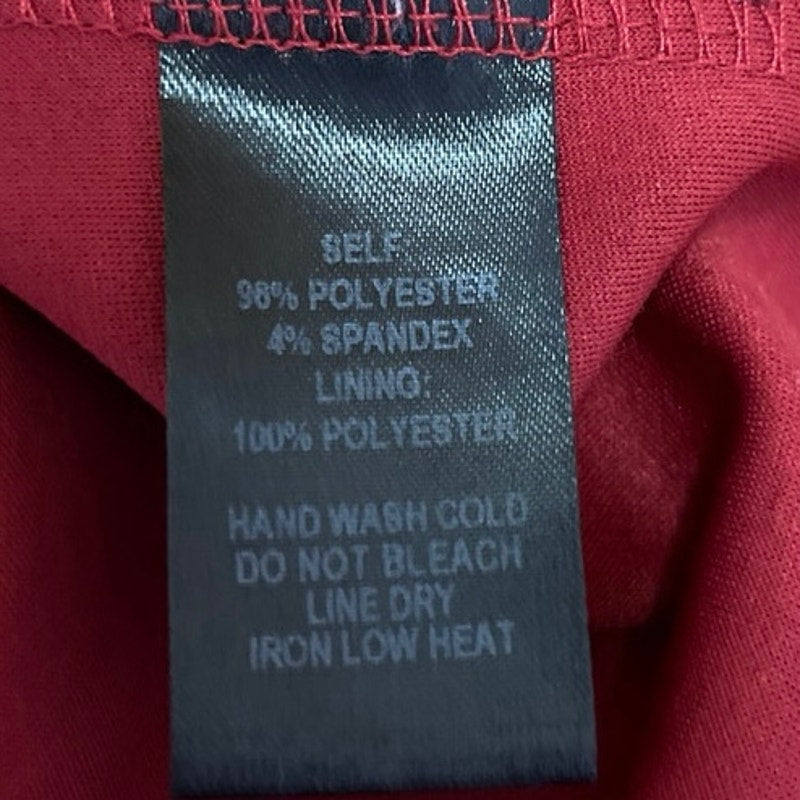 SELF:
96% POLYESTER
4% SPANDEX
LINING:
100% POLYESTER
HAND WASH COLD
DO NOT BLEACH
LINE DRY
IRON LOW HEAT